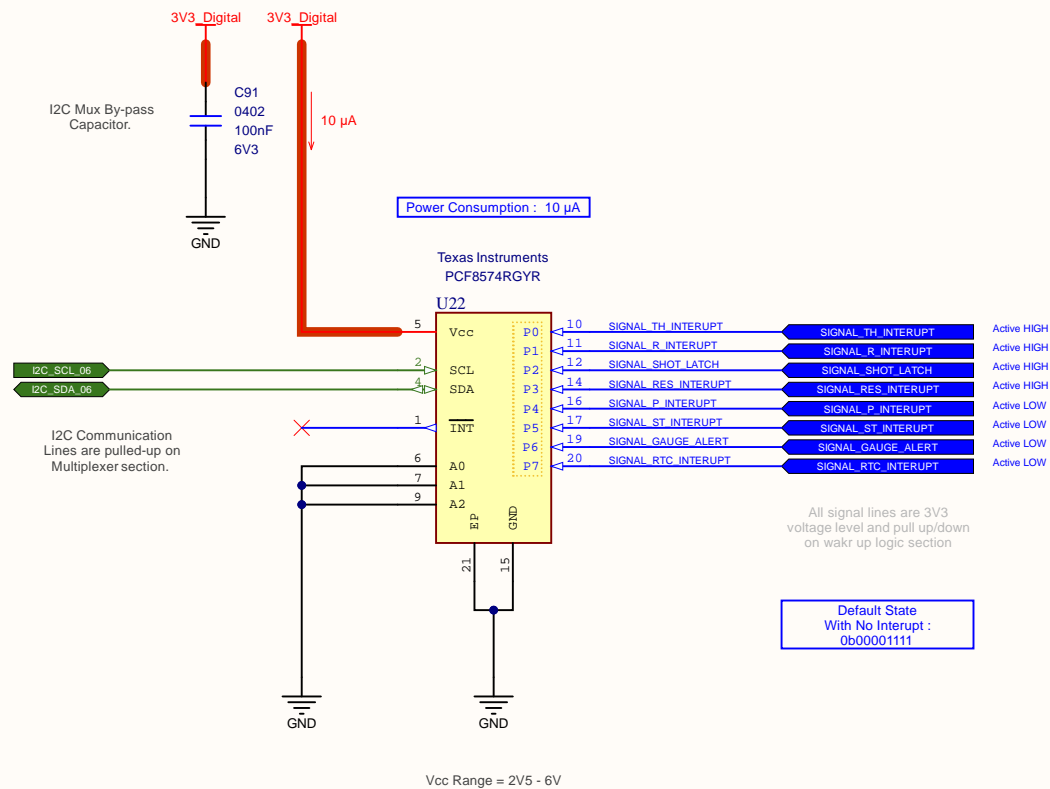 3V3_Digital
3V3_Digital
I2C Mux By-pass
Capacitor.
C91
0402
100nF
6V3
10 µA
GND
Power Consumption :  10 µA
Texas Instruments
PCF8574RGYR
U22
5
Vcc
I2C_SCL_06
2
SCL
I2C_SDA_06
4
SDA
1
INT
I2C Communication
Lines are pulled-up on
Multiplexer section.
6
A0
7
A1
9
A2
P0
10
SIGNAL_TH_INTERUPT
SIGNAL_TH_INTERUPT
Active HIGH
P1
11
SIGNAL_R_INTERUPT
SIGNAL_R_INTERUPT
Active HIGH
P2
12
SIGNAL_SHOT_LATCH
SIGNAL_SHOT_LATCH
Active HIGH
P3
14
SIGNAL_RES_INTERUPT
SIGNAL_RES_INTERUPT
Active HIGH
P4
16
SIGNAL_P_INTERUPT
SIGNAL_P_INTERUPT
Active LOW
P5
17
SIGNAL_ST_INTERUPT
SIGNAL_ST_INTERUPT
Active LOW
P6
19
SIGNAL_GAUGE_ALERT
SIGNAL_GAUGE_ALERT
Active LOW
P7
20
SIGNAL_RTC_INTERUPT
SIGNAL_RTC_INTERUPT
Active LOW
EP
GND
21
15
All signal lines are 3V3
voltage level and pull up/down
on wakr up logic section
Default State
With No Interupt :
0b00001111
GND
GND
Vcc Range = 2V5 - 6V